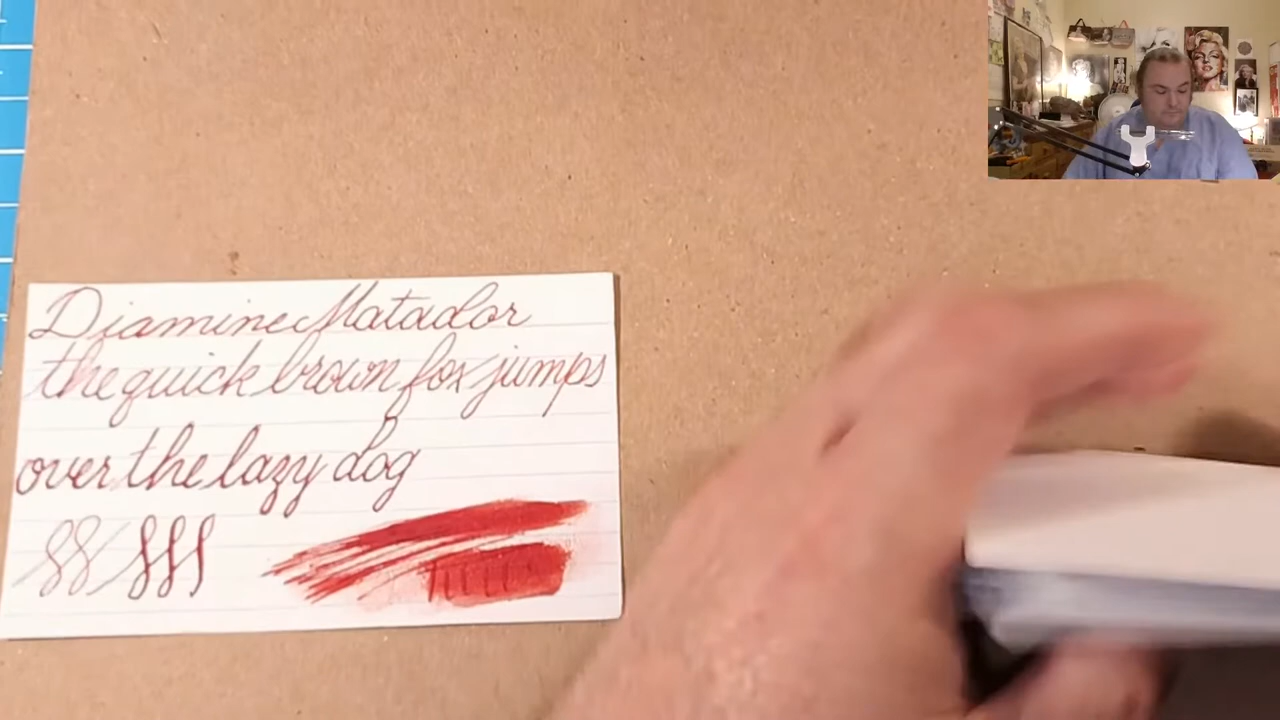 Diamine Matador
the quick brown fox jumps
over the lazy dog